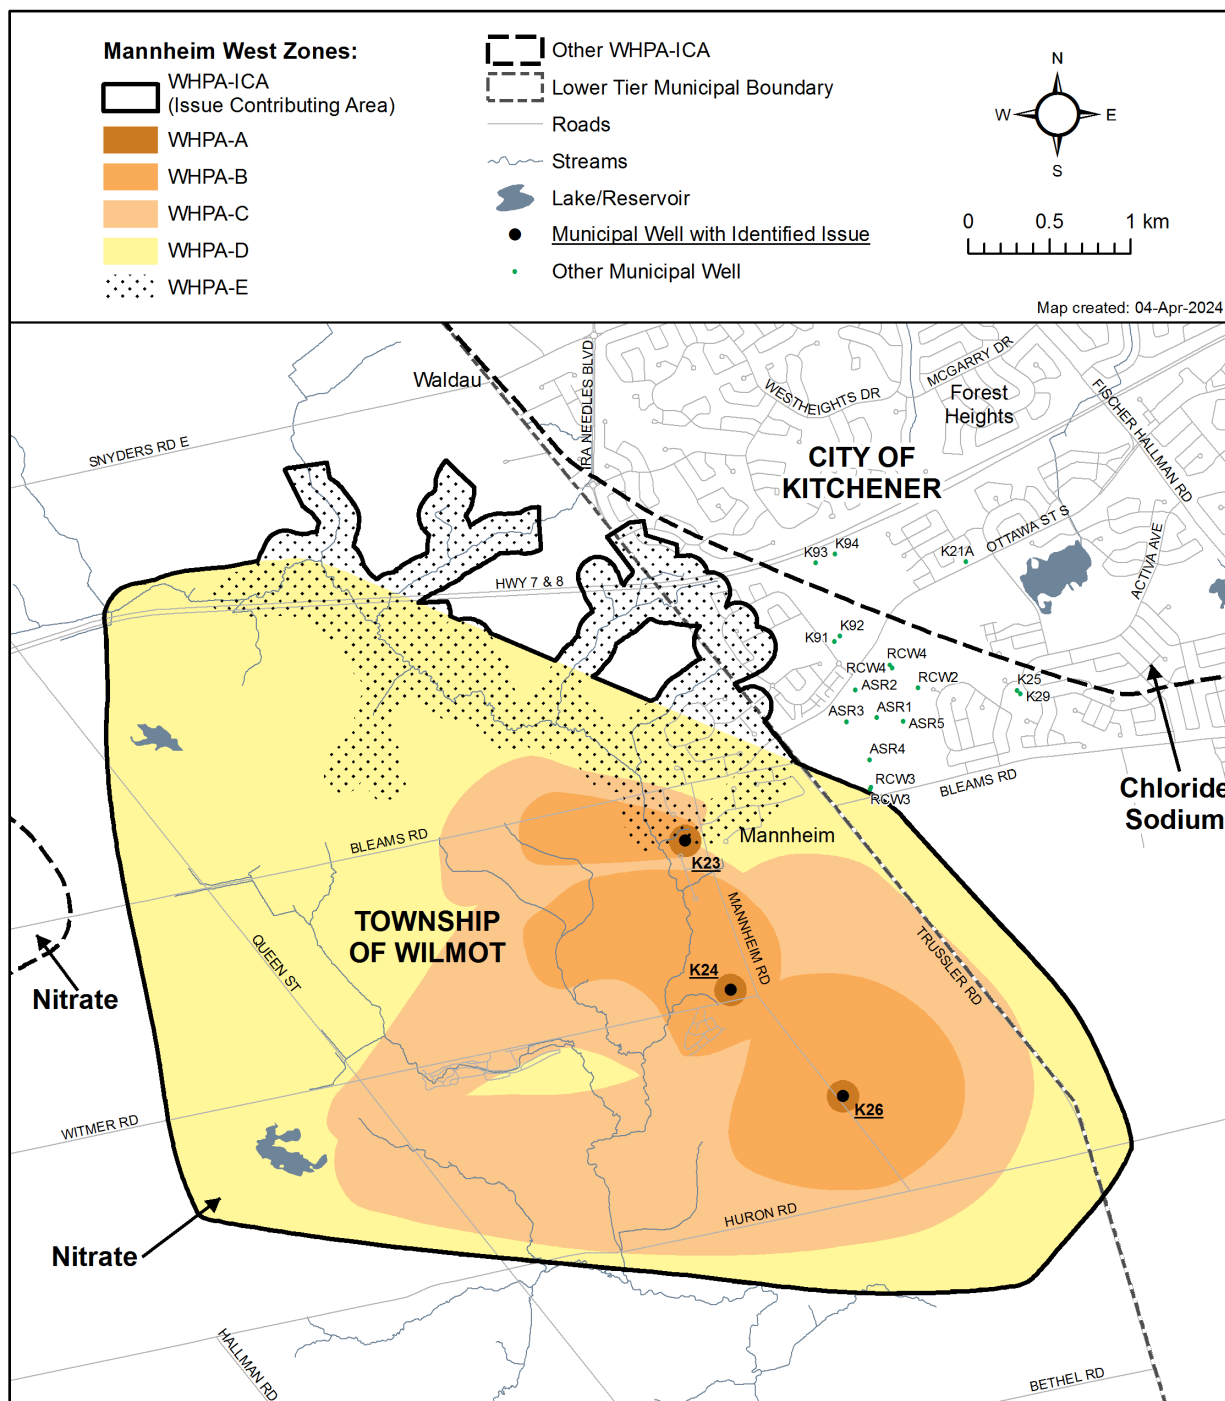 Mannheim West Zones:
WHPA-ICA
(Issue Contributing Area)
WHPA-A
WHPA-B
WHPA-C
WHPA-D
WHPA-E
Other WHPA-ICA
Lower Tier Municipal Boundary
Roads
Streams
Lake/Reservoir
Municipal Well with Identified Issue
Other Municipal Well
N
W E
S
0 0.5 1 km
Map created: 04-Apr-2024
Waldau
SNYDERS RD E
IRA NEEDLES BLVD
WESTHEIGHTS DR
MCGARRY DR
Forest
Heights
FISCHER HALLMAN RD
CITY OF
KITCHENER
OTTAWA ST S
ACTIVA AVE
K93
K94
K21A
HWY 7 & 8
K92
K91
RCW4
RCW4
ASR2
RCW2
K25
K29
ASR3
ASR1
ASR5
ASR4
RCW3
RCW3
BLEAMS RD
Chloride
Sodium
BLEAMS RD
Mannheim
K23
TOWNSHIP
OF WILMOT
MANNHEIM RD
TRUSSLER RD
QUEEN ST
K24
Nitrate
K26
WITMER RD
HURON RD
Nitrate
HALLMAN RD
BETHEL RD